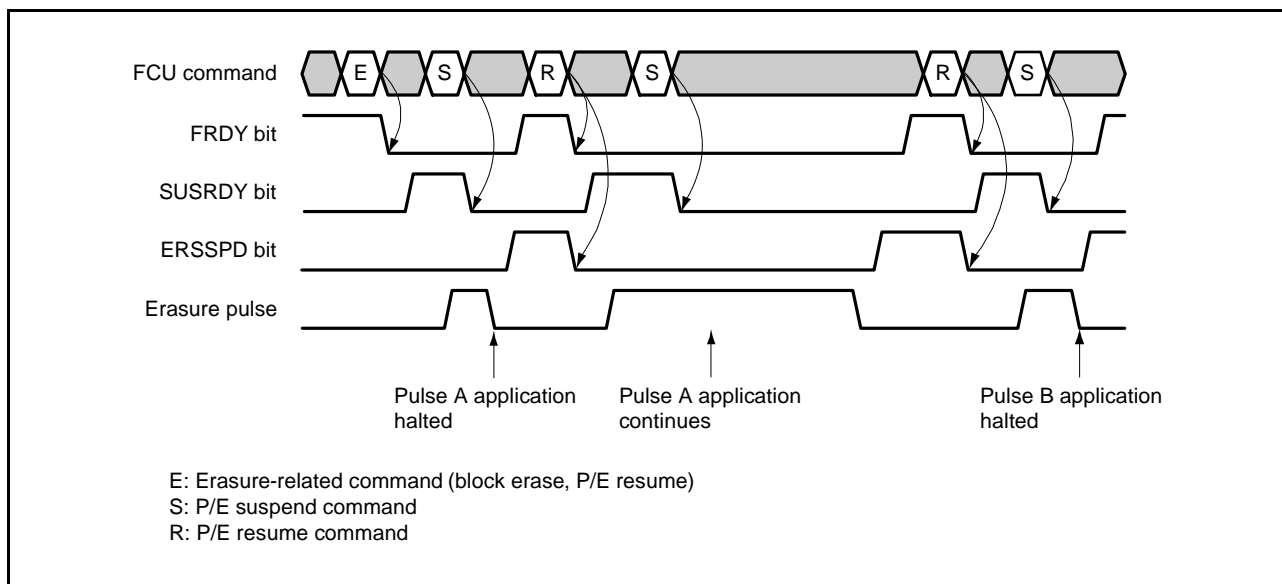 FCU command
E
S
R
S
R
S
FRDY bit
SUSRDY bit
ERSSPD bit
Erasure pulse
Pulse A application
halted
Pulse A application
continues
Pulse B application
halted
E: Erasure-related command (block erase, P/E resume)
S: P/E suspend command
R: P/E resume command